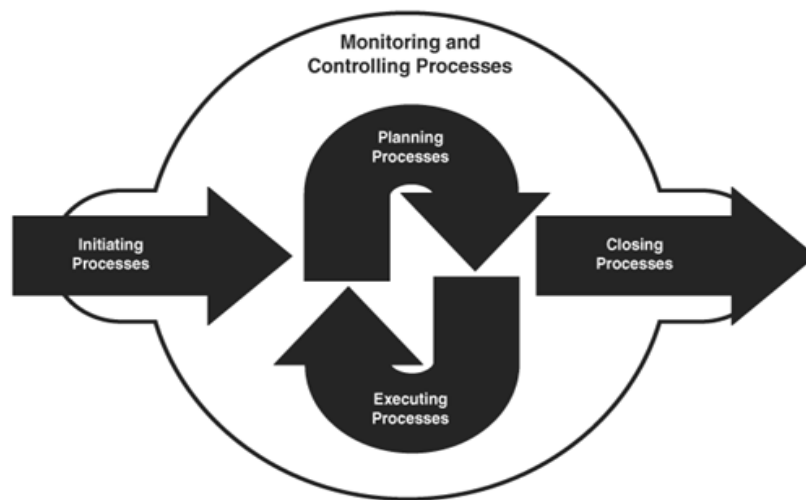 Monitoring and
Controlling Processes
Planning
Processes
Initiating
Processes
Closing
Processes
Executing
Processes